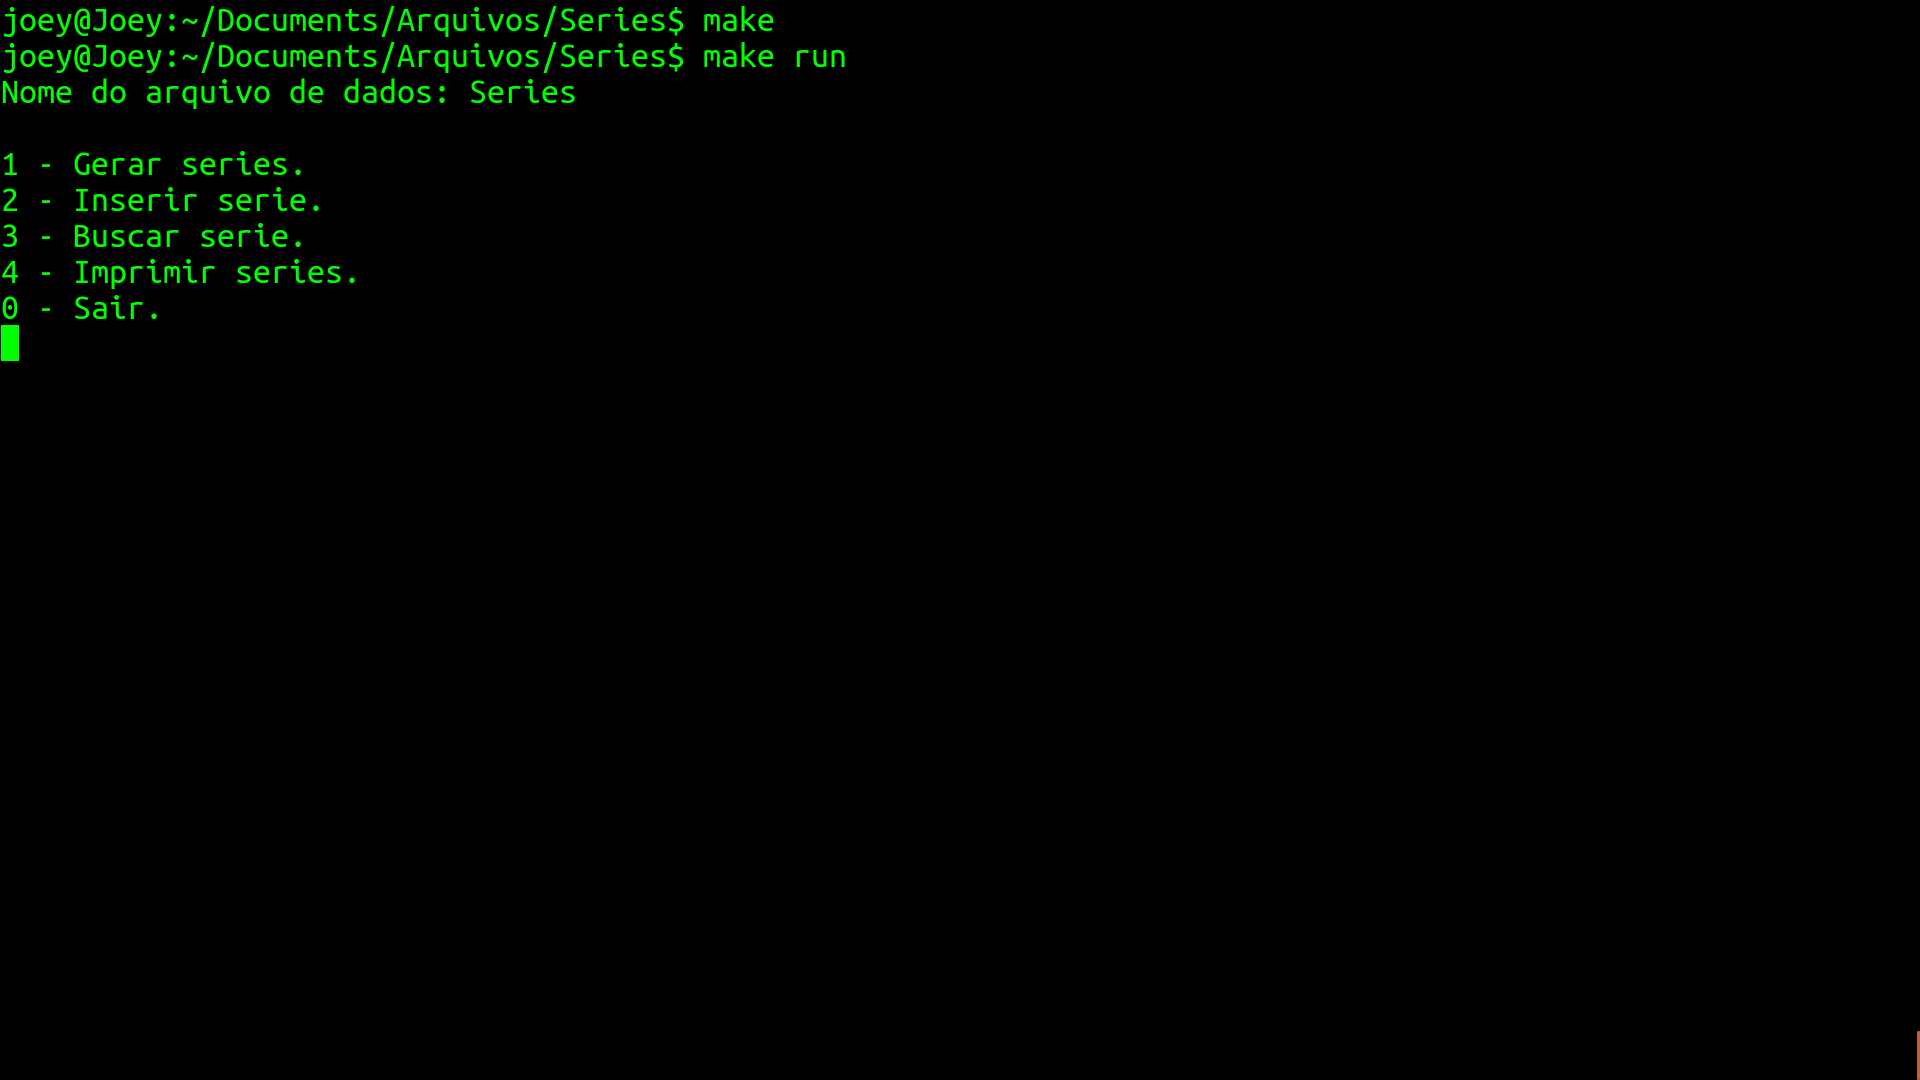 joey@Joey:~/Documents/Arquivos/Series$ make
joey@Joey:~/Documents/Arquivos/Series$ make run
Nome do arquivo de dados: Series
1 - Gerar series.
2 - Inserir serie.
3 - Buscar serie.
4 - Imprimir series.
0 - Sair.